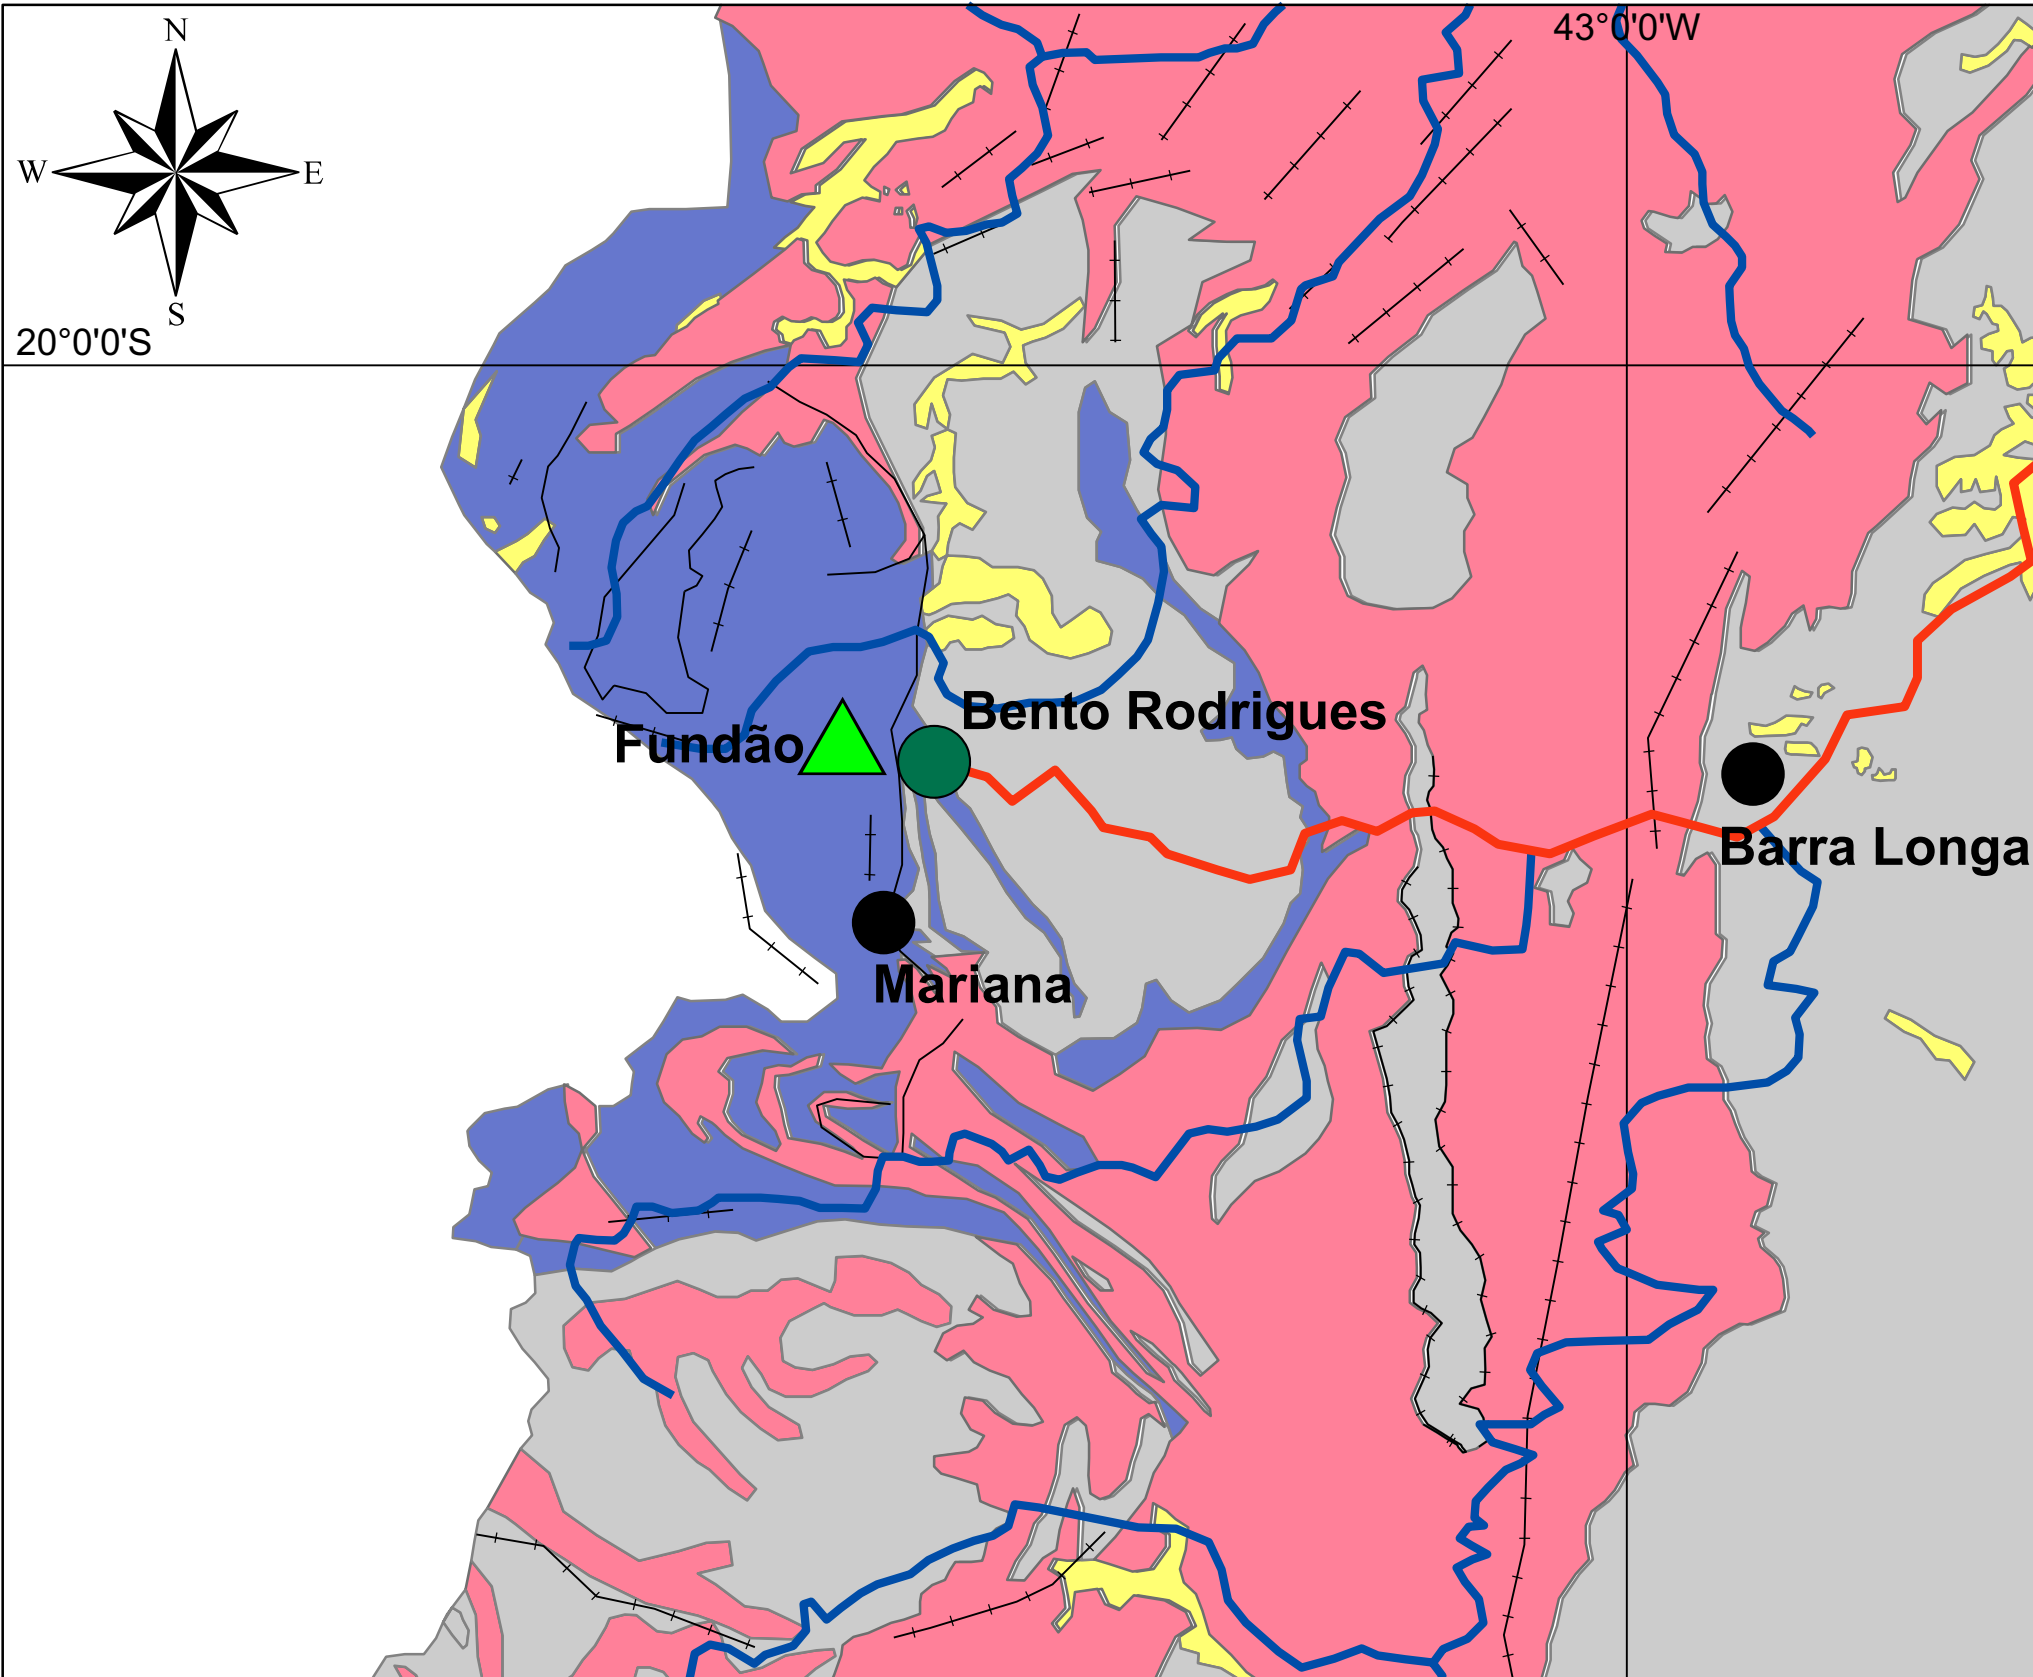 N
43°0'0"W
W
E
S
20°0'0"S
Bento Rodrigues
Fundão
Barra Longa
Mariana